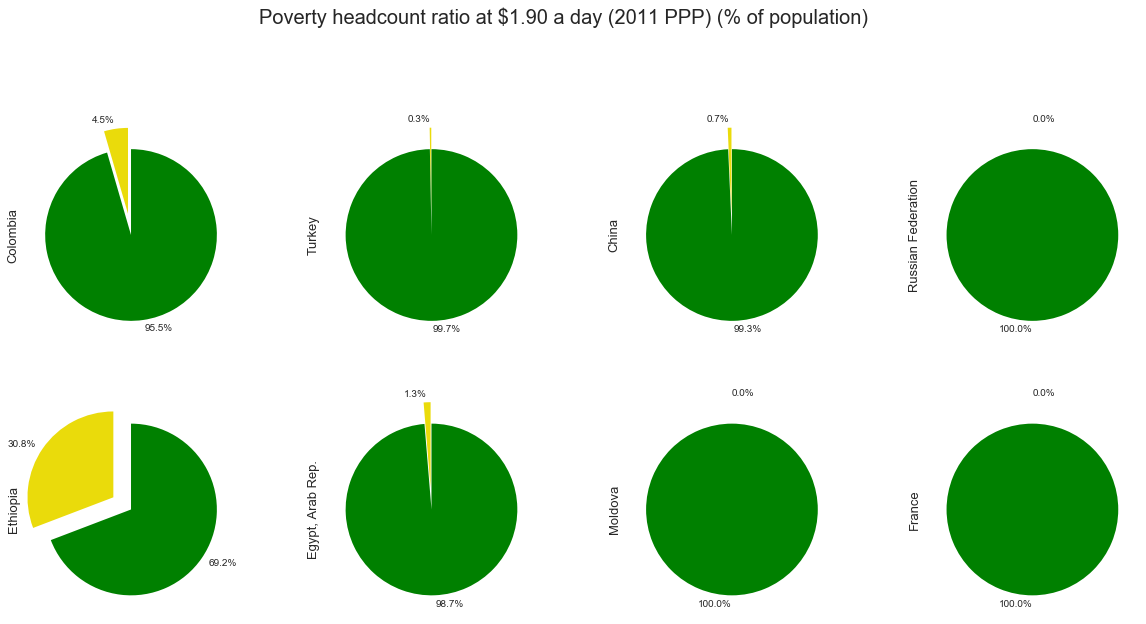 Poverty headcount ratio at $1.90 a day (2011 PPP) (% of population)
4.5%
Colombia
95.5%
0.3%
Turkey
99.7%
0.7%
China
99.3%
0.0%
Russian Federation
100.0%
30.8%
Ethiopia
69.2%
1.3%
Egypt, Arab Rep.
98.7%
0.0%
Moldova
100.0%
0.0%
France
100.0%